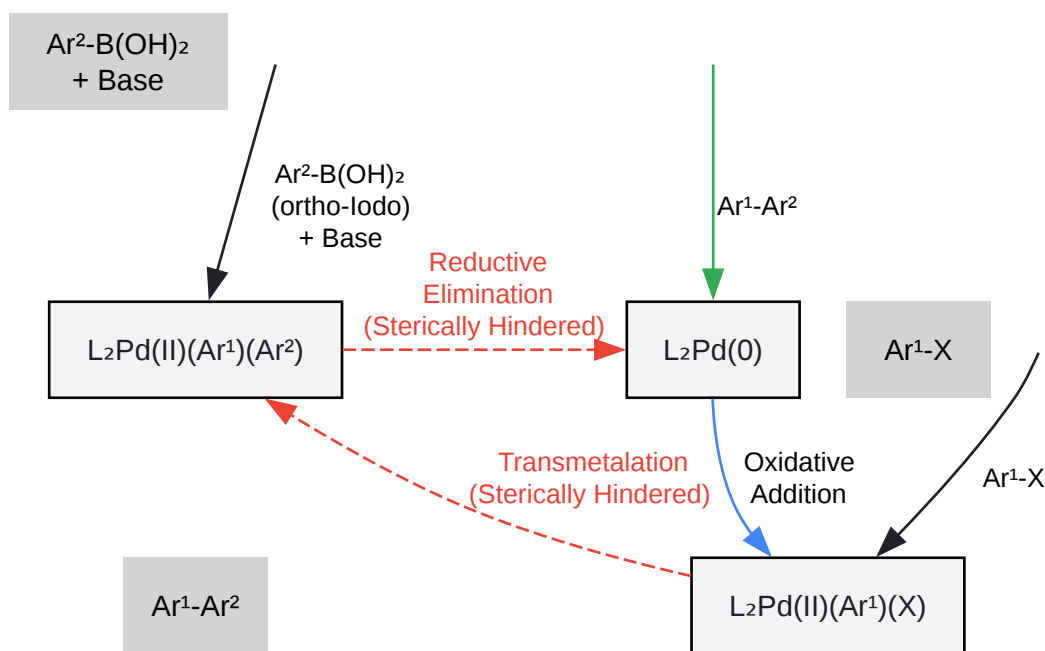 Ar²-B(OH)₂
+ Base
Ar²-B(OH)₂
(ortho-Iodo)
+ Base
Ar¹-Ar²
Reductive
Elimination
(Sterically Hindered)
L₂Pd(II)(Ar¹)(Ar²)
L₂Pd(0)
Ar¹-X
Transmetalation
(Sterically Hindered)
Oxidative
Addition
Ar¹-X
Ar¹-Ar²
L₂Pd(II)(Ar¹)(X)